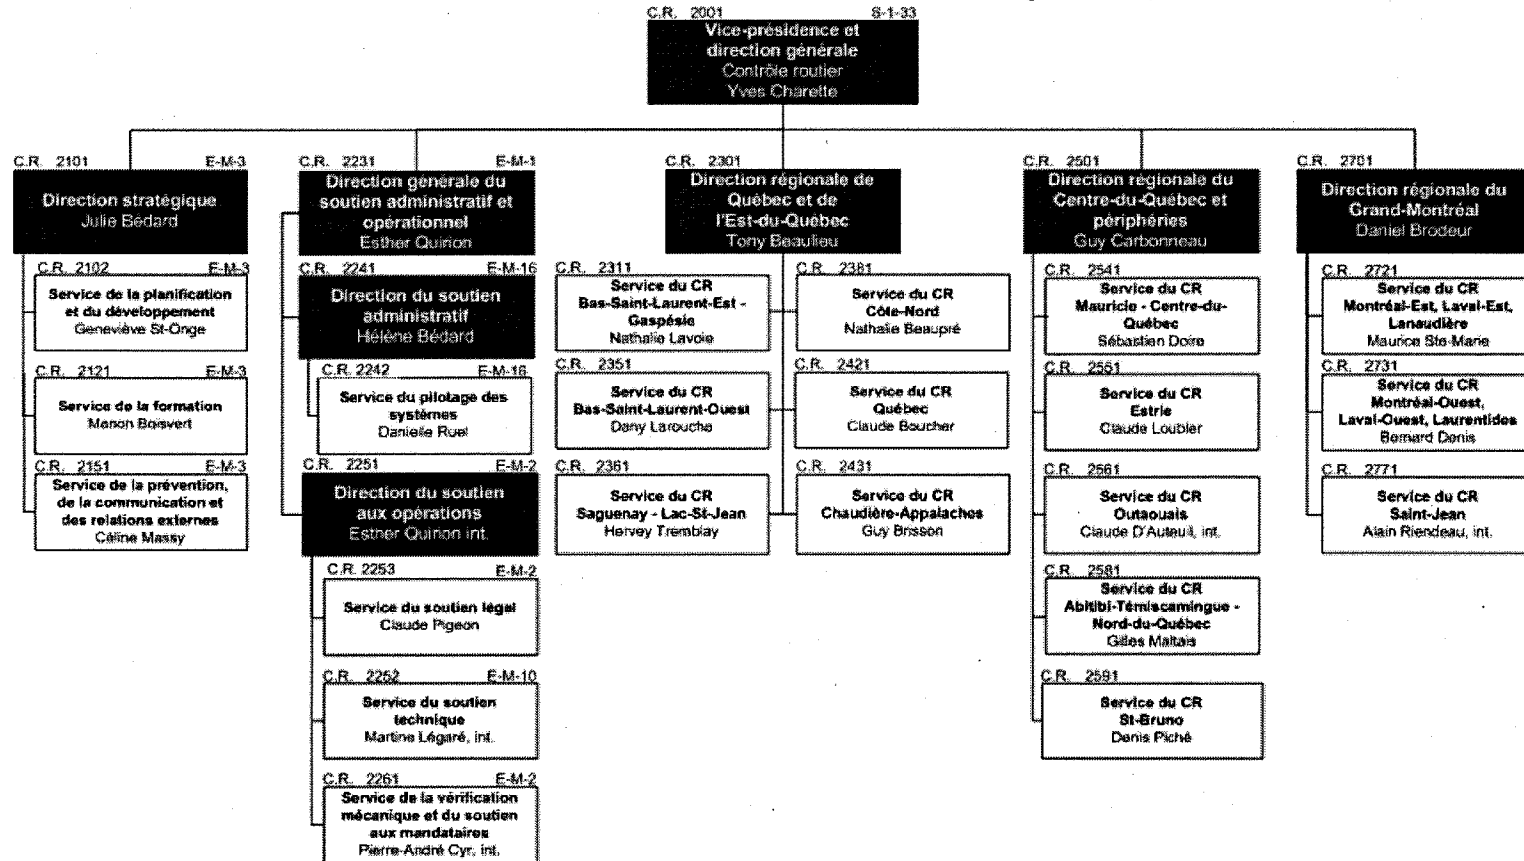 C.R. 2001 S-1-33
Vice-présidence et
direction générale
Contrôle routier
Yves Charette
C.R. 2101 E-M-3
Direction stratégique
Julie Bédard
C.R. 2102 E-M-3
Service de la planification
et du développement
Geneviève St-Onge
C.R. 2121 E-M-3
Service de la formation
Manon Boisvert
C.R. 2151 E-M-3
Service de la prévention,
de la communication et
des relations externes
Céline Massy
C.R. 2231 E-M-1
Direction générale du
soutien administratif et
opérationnel
Esther Quirion
C.R. 2241 E-M-16
Direction du soutien
administratif
Hélène Bédard
C.R. 2242 E-M-16
Service du pilotage des
systèmes
Danielle Ruel
C.R. 2251 E-M-2
Direction du soutien
aux opérations
Esther Quirion int.
C.R. 2253 E-M-2
Service du soutien légal
Claude Pigeon
C.R. 2252 E-M-10
Service du soutien
technique
Martine Légaré, int.
C.R. 2261 E-M-2
Service de la vérification
mécanique et du soutien
aux mandataires
Pierre-André Cyr, int.
C.R. 2301
Direction régionale de
Québec et de
l'Est-du-Québec
Tony Beaulieu
C.R. 2311
Service du CR
Bas-Saint-Laurent-Est -
Gaspésie
Nathalie Lavoie
C.R. 2351
Service du CR
Bas-Saint-Laurent-Ouest
Dany Larouche
C.R. 2361
Service du CR
Saguenay - Lac-St-Jean
Hervey Tremblay
C.R. 2381
Service du CR
Côte-Nord
Nathalie Beaupré
C.R. 2421
Service du CR
Québec
Claude Boucher
C.R. 2431
Service du CR
Chaudière-Appalaches
Guy Brisson
C.R. 2501
Direction régionale du
Centre-du-Québec et
périphéries
Guy Carbonneau
C.R. 2541
Service du CR
Mauricie - Centre-du-
Québec
Sébastien Doire
C.R. 2551
Service du CR
Estrie
Claude Loubier
C.R. 2561
Service du CR
Outaouais
Claude D'Auteuil, int.
C.R. 2581
Service du CR
Abitibi-Témiscamingue -
Nord-du-Québec
Gilles Maltais
C.R. 2591
Service du CR
St-Bruno
Denis Piché
C.R. 2701
Direction régionale du
Grand-Montréal
Daniel Brodeur
C.R. 2721
Service du CR
Montréal-Est, Laval-Est,
Lanaudière
Maurice Ste-Marie
C.R. 2731
Service du CR
Montréal-Ouest,
Laval-Ouest, Laurentides
Bernard Denis
C.R. 2771
Service du CR
Saint-Jean
Alain Riendeau, int.